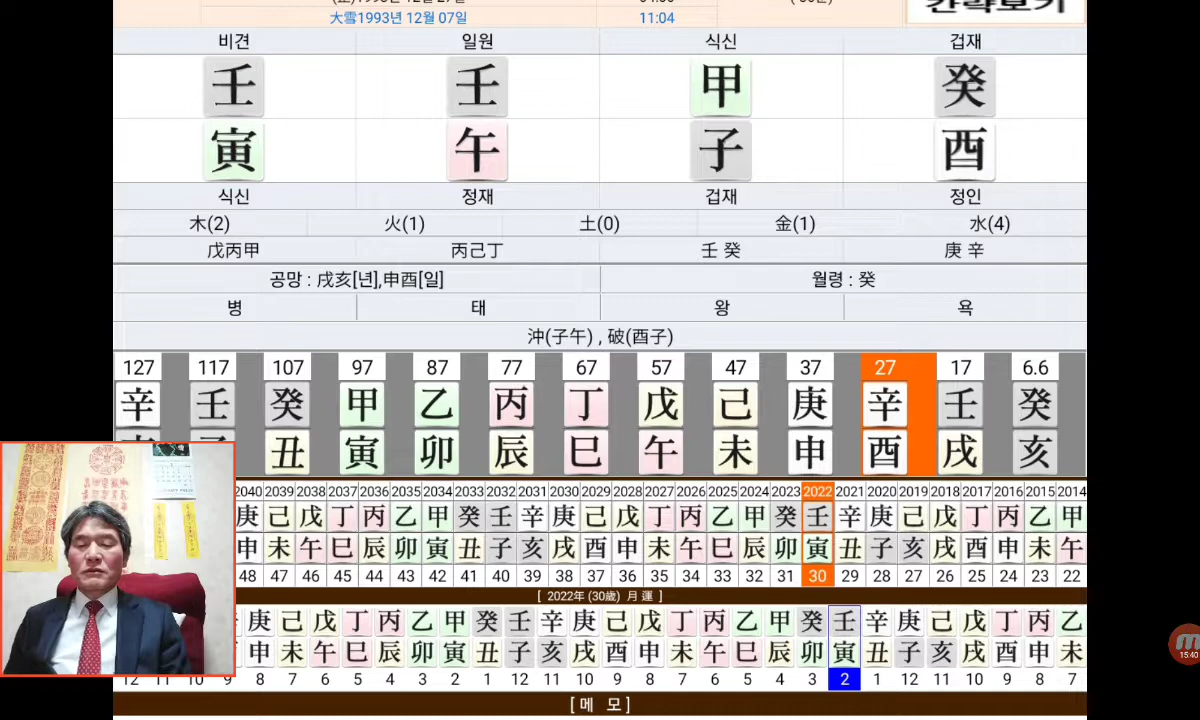 大雪1993년 12월 07일 11:04
비견 일원 식신 겁재
壬 壬 甲 癸
寅 午 子 酉
식신 정재 겁재 정인
木(2) 火(1) 土(0) 金(1) 水(4)
戊丙甲 丙己丁 壬 癸 庚 辛
공망 : 戌亥[년],申酉[일] 월령 : 癸
병 태 왕 욕
沖(子午) , 破(酉子)
127 117 107 97 87 77 67 57 47 37 27 17 6.6
辛 壬 癸 甲 乙 丙 丁 戊 己 庚 辛 壬 癸
丑 寅 卯 辰 巳 午 未 申 酉 戌 亥
2040 2039 2038 2037 2036 2035 2034 2033 2032 2031 2030 2029 2028 2027 2026 2025 2024 2023 2022 2021 2020 2019 2018 2017 2016 2015 2014
庚 己 戊 丁 丙 乙 甲 癸 壬 辛 庚 己 戊 丁 丙 乙 甲 癸 壬 辛 庚 己 戊 丁 丙 乙 甲
申 未 午 巳 辰 卯 寅 丑 子 亥 戌 酉 申 未 午 巳 辰 卯 寅 丑 子 亥 戌 酉 申 未 午
48 47 46 45 44 43 42 41 40 39 38 37 36 35 34 33 32 31 30 29 28 27 26 25 24 23 22
[ 2022年 (30歲) 月 運 ]
庚 己 戊 丁 丙 乙 甲 癸 壬 辛 庚 己 戊 丁 丙 乙 甲 癸 壬 辛 庚 己 戊 丁 丙 乙
申 未 午 巳 辰 卯 寅 丑 子 亥 戌 酉 申 未 午 巳 辰 卯 寅 丑 子 亥 戌 酉 申 未
12 11 10 9 8 7 6 5 4 3 2 1 12 11 10 9 8 7 6 5 4 3 2 1 12 11 10 9 8 7
[ 메 모 ]
15:40